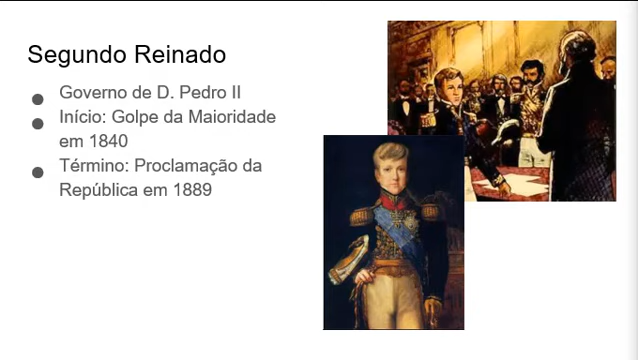 Segundo Reinado
Governo de D. Pedro II
Início: Golpe da Maioridade
em 1840
Término: Proclamação da
República em 1889